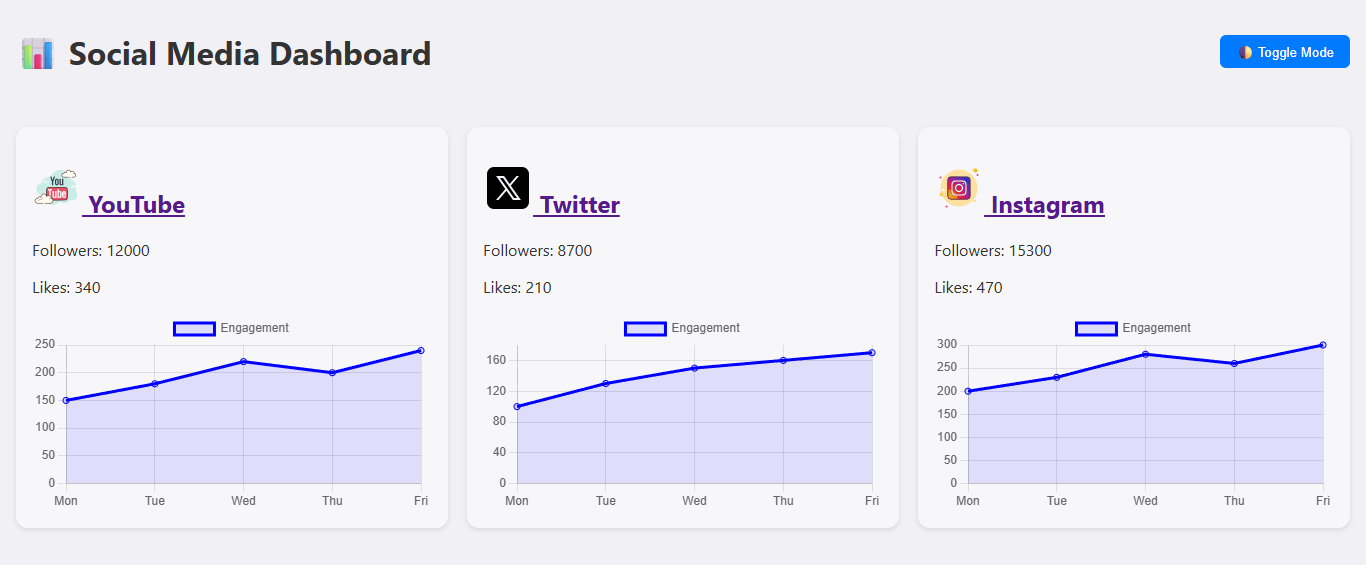 Social Media Dashboard
Toggle Mode
You
Tube
YouTube
Followers: 12000
Likes: 340
Engagement
250
200
150
100
50
0
Mon Tue Wed Thu Fri
X
Twitter
Followers: 8700
Likes: 210
Engagement
160
120
80
40
0
Mon Tue Wed Thu Fri
Instagram
Followers: 15300
Likes: 470
Engagement
300
250
200
150
100
50
0
Mon Tue Wed Thu Fri